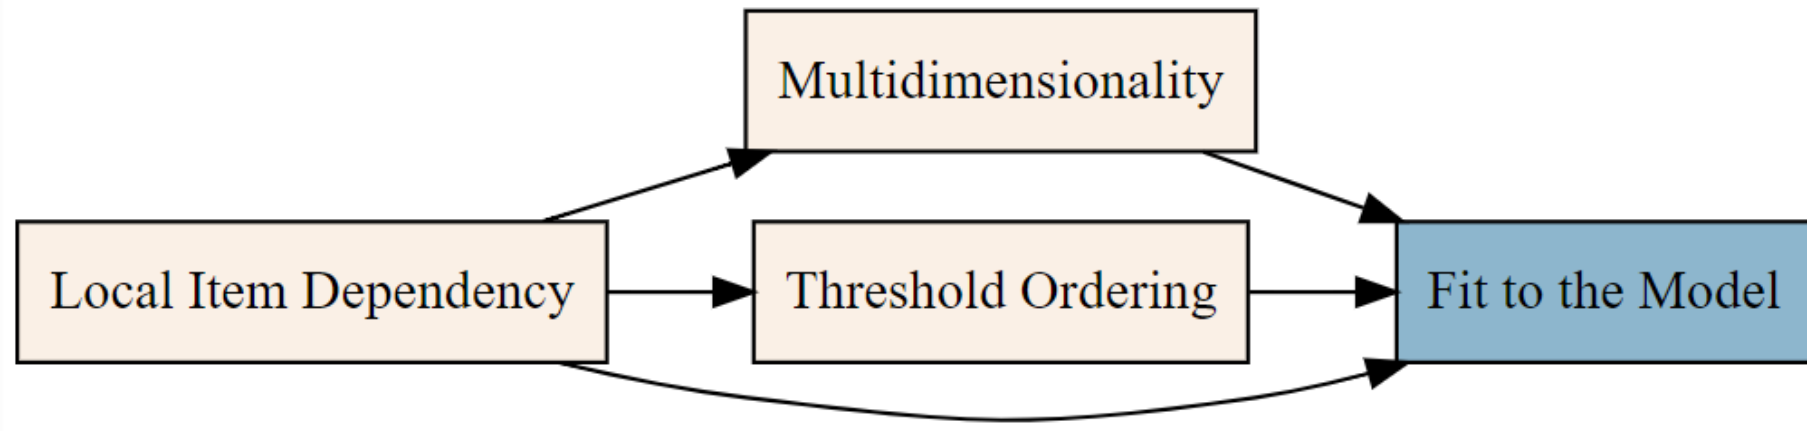 Multidimensionality
Local Item Dependency
Threshold Ordering
Fit to the Model